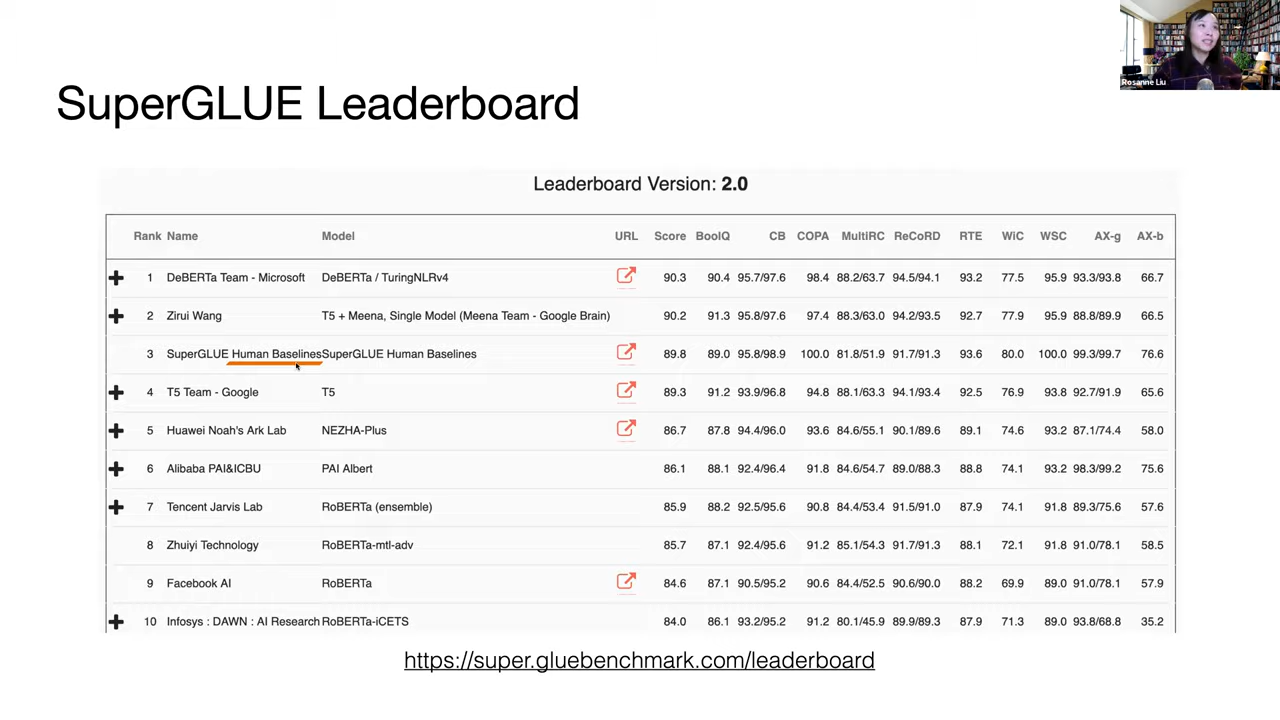 Rosanne Liu
SuperGLUE Leaderboard
Leaderboard Version: 2.0
Rank Name Model URL Score BoolQ CB COPA MultiRC ReCoRD RTE WiC WSC AX-g AX-b
1 DeBERTa Team - Microsoft DeBERTa / TuringNLRv4 90.3 90.4 95.7/97.6 98.4 88.2/63.7 94.5/94.1 93.2 77.5 95.9 93.3/93.8 66.7
2 Zirui Wang T5 + Meena, Single Model (Meena Team - Google Brain) 90.2 91.3 95.8/97.6 97.4 88.3/63.0 94.2/93.5 92.7 77.9 95.9 88.8/89.9 66.5
3 SuperGLUE Human Baselines SuperGLUE Human Baselines 89.8 89.0 95.8/98.9 100.0 81.8/51.9 91.7/91.3 93.6 80.0 100.0 99.3/99.7 76.6
4 T5 Team - Google T5 89.3 91.2 93.9/96.8 94.8 88.1/63.3 94.1/93.4 92.5 76.9 93.8 92.7/91.9 65.6
5 Huawei Noah's Ark Lab NEZHA-Plus 86.7 87.8 94.4/96.0 93.6 84.6/55.1 90.1/89.6 89.1 74.6 93.2 87.1/74.4 58.0
6 Alibaba PAI&ICBU PAI Albert 86.1 88.1 92.4/96.4 91.8 84.6/54.7 89.0/88.3 88.8 74.1 93.2 98.3/99.2 75.6
7 Tencent Jarvis Lab RoBERTa (ensemble) 85.9 88.2 92.5/95.6 90.8 84.4/53.4 91.5/91.0 87.9 74.1 91.8 89.3/75.6 57.6
8 Zhuiyi Technology RoBERTa-mtl-adv 85.7 87.1 92.4/95.6 91.2 85.1/54.3 91.7/91.3 88.1 72.1 91.8 91.0/78.1 58.5
9 Facebook AI RoBERTa 84.6 87.1 90.5/95.2 90.6 84.4/52.5 90.6/90.0 88.2 69.9 89.0 91.0/78.1 57.9
10 Infosys : DAWN : AI Research RoBERTa-iCETS 84.0 86.1 93.2/95.2 91.2 80.1/45.9 89.9/89.3 87.9 71.3 89.0 93.8/68.8 35.2
https://super.gluebenchmark.com/leaderboard